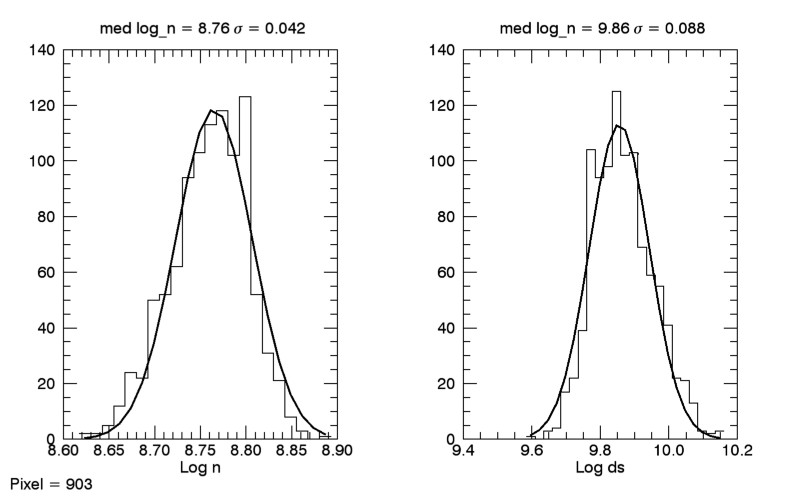 med log_n = 8.76 σ = 0.042
140
120
100
80
60
40
20
0
8.60 8.65 8.70 8.75 8.80 8.85 8.90
Log n
med log_n = 9.86 σ = 0.088
140
120
100
80
60
40
20
0
9.4 9.6 9.8 10.0 10.2
Log ds
Pixel = 903